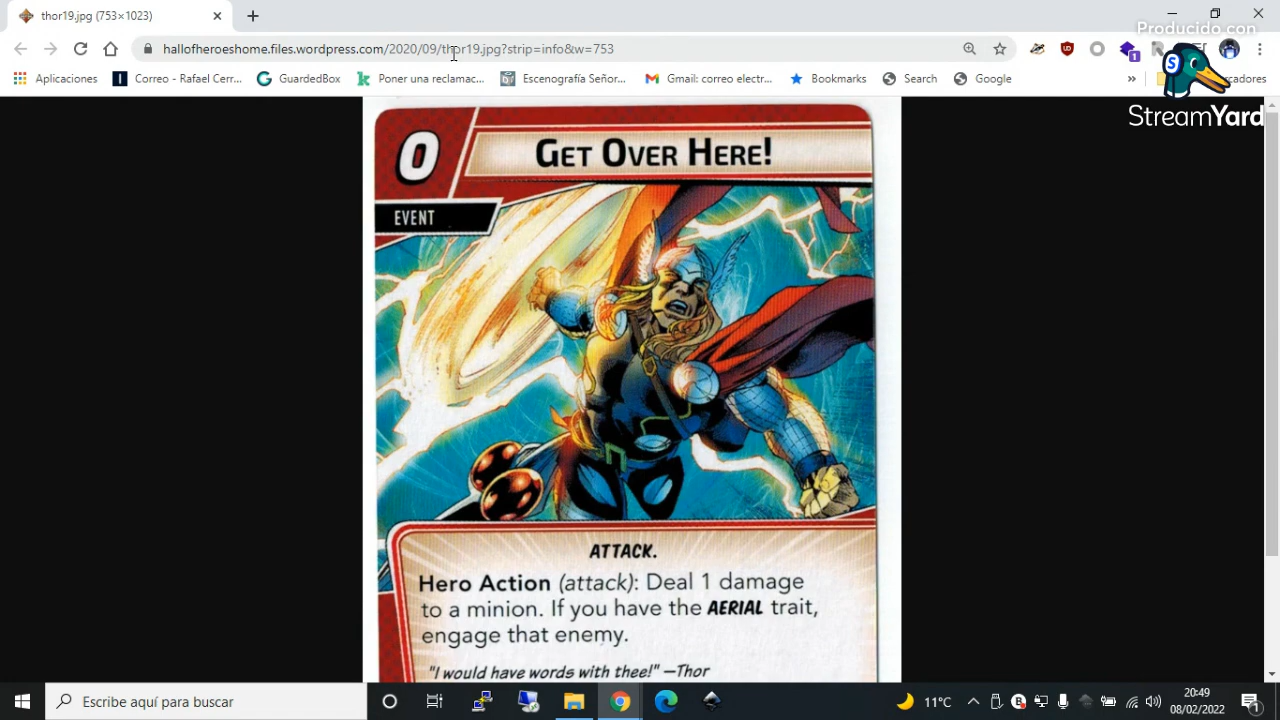 thor19.jpg (753×1023)
Producido con
hallofheroeshome.files.wordpress.com/2020/09/thor19.jpg?strip=info&w=753
1
Aplicaciones
Correo - Rafael Cerr...
GuardedBox
Poner una reclamac...
Escenografía Señor...
Gmail: correo electr...
Bookmarks
Search
Google
»
S
StreamYard
0
GET OVER HERE!
EVENT
ATTACK.
Hero Action (attack): Deal 1 damage
to a minion. If you have the AERIAL trait,
engage that enemy.
"I would have words with thee!" —Thor
Escribe aquí para buscar
11°C
20:49
08/02/2022
1